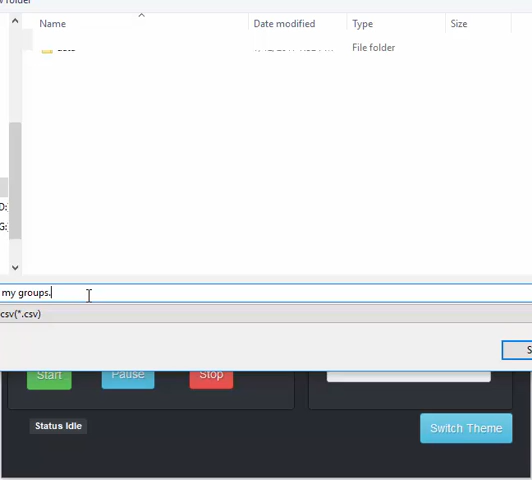 folder
Name Date modified Type Size
File folder
D:
G:
my groups.
csv(*.csv)
S
Start Pause Stop
Status Idle
Switch Theme